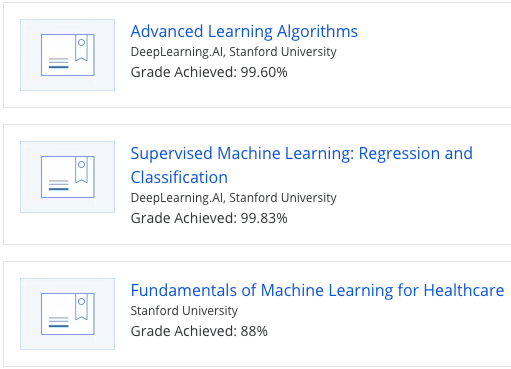 Advanced Learning Algorithms
DeepLearning.AI, Stanford University
Grade Achieved: 99.60%
Supervised Machine Learning: Regression and
Classification
DeepLearning.AI, Stanford University
Grade Achieved: 99.83%
Fundamentals of Machine Learning for Healthcare
Stanford University
Grade Achieved: 88%